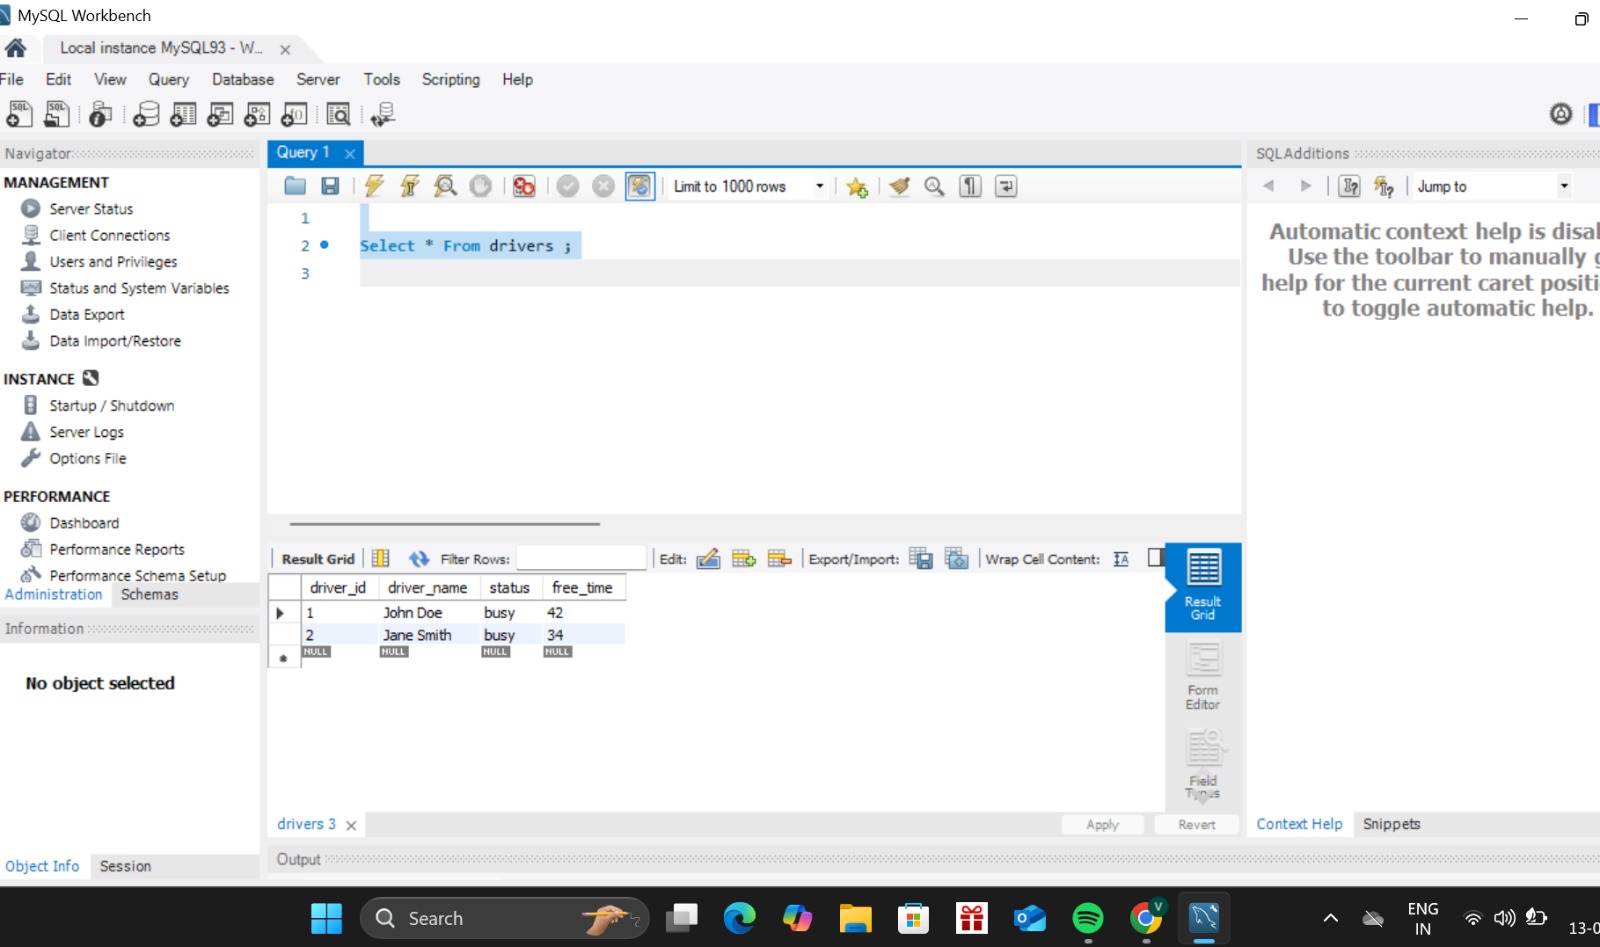 MySQL Workbench
Local instance MySQL93 - W...
File Edit View Query Database Server Tools Scripting Help
Navigator
MANAGEMENT
Server Status
Client Connections
Users and Privileges
Status and System Variables
Data Export
Data Import/Restore
INSTANCE
Startup / Shutdown
Server Logs
Options File
PERFORMANCE
Dashboard
Performance Reports
Performance Schema Setup
Administration Schemas
Information
No object selected
Object Info Session
Query 1
Limit to 1000 rows
1
2 Select * From drivers ;
3
Result Grid Filter Rows: Edit: Export/Import: Wrap Cell Content:
driver_id driver_name status free_time
1 John Doe busy 42
2 Jane Smith busy 34
NULL NULL NULL NULL
Result
Grid
Form
Editor
Field
Types
drivers 3 Apply Revert
Output
SQLAdditions
Jump to
Automatic context help is disa
Use the toolbar to manually g
help for the current caret positi
to toggle automatic help.
Context Help Snippets
Search
V
ENG
IN
13-0